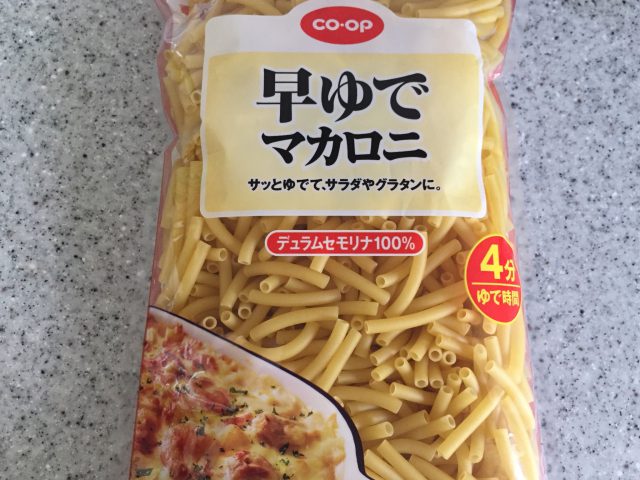 CO·OP
早ゆで
マカロニ
サッとゆでて、サラダやグラタンに。
デュラムセモリナ100%
4分
ゆで時間